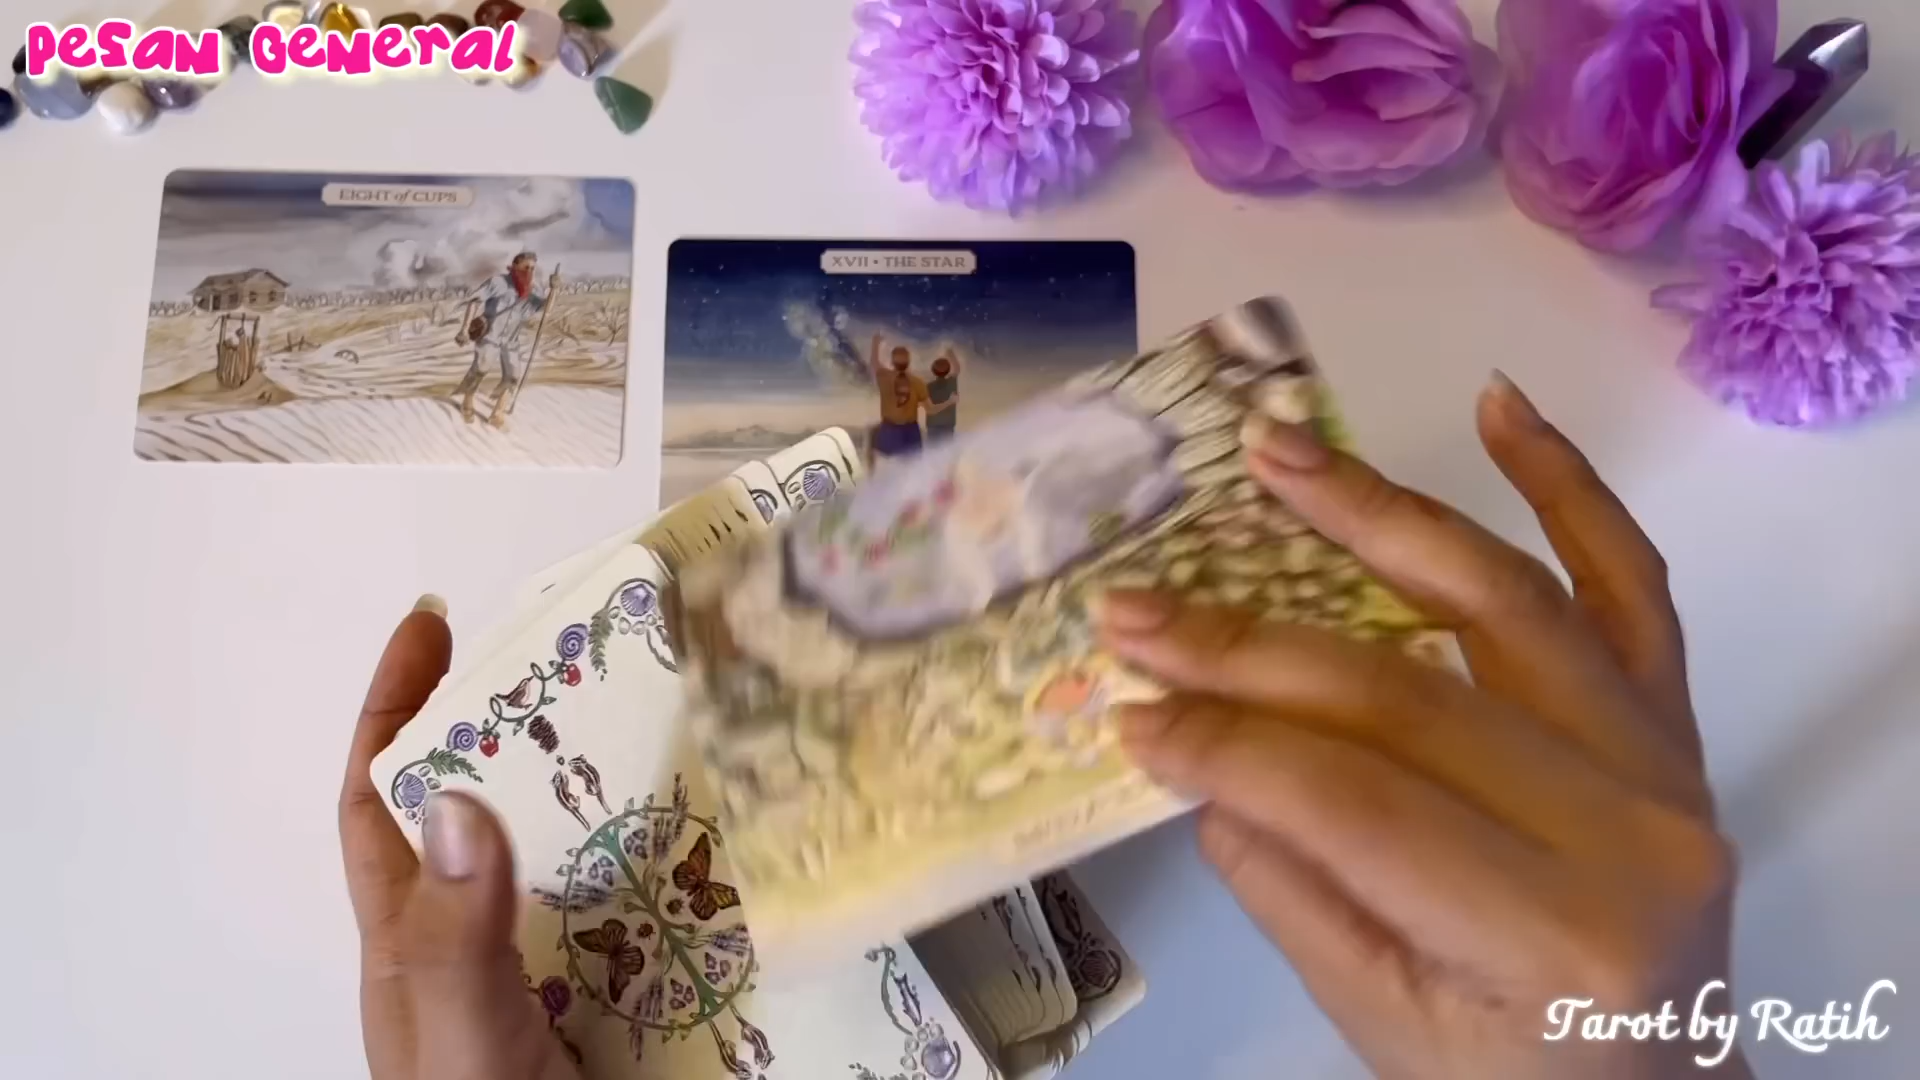 PESAN GENERAL
EIGHT of CUPS
XVII • THE STAR
Tarot by Ratih